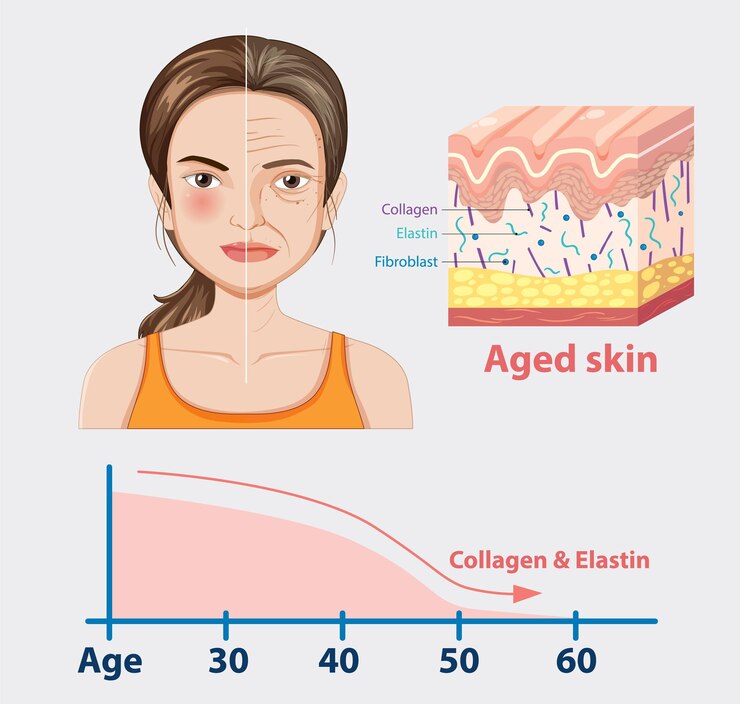 Collagen
Elastin
Fibroblast
Aged skin
Collagen & Elastin
Age 30 40 50 60